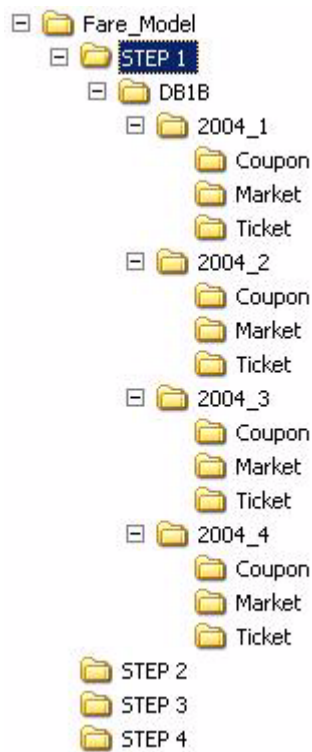 Fare_Model
STEP 1
DB1B
2004_1
Coupon
Market
Ticket
2004_2
Coupon
Market
Ticket
2004_3
Coupon
Market
Ticket
2004_4
Coupon
Market
Ticket
STEP 2
STEP 3
STEP 4